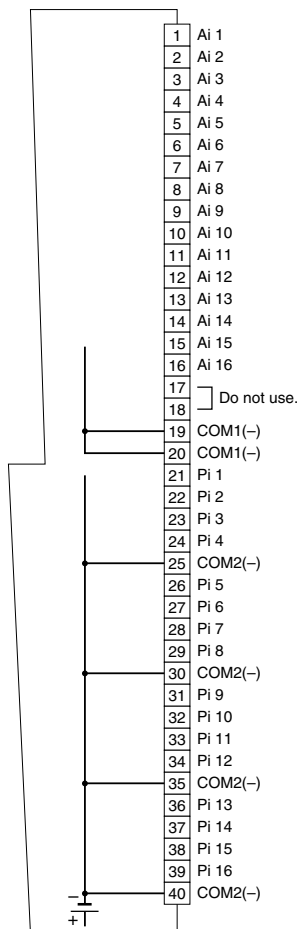 1 Ai 1
2 Ai 2
3 Ai 3
4 Ai 4
5 Ai 5
6 Ai 6
7 Ai 7
8 Ai 8
9 Ai 9
10 Ai 10
11 Ai 11
12 Ai 12
13 Ai 13
14 Ai 14
15 Ai 15
16 Ai 16
17
Do not use.
18
19 COM1(–)
20 COM1(–)
21 Pi 1
22 Pi 2
23 Pi 3
24 Pi 4
25 COM2(–)
26 Pi 5
27 Pi 6
28 Pi 7
29 Pi 8
30 COM2(–)
31 Pi 9
32 Pi 10
33 Pi 11
34 Pi 12
35 COM2(–)
36 Pi 13
37 Pi 14
38 Pi 15
39 Pi 16
40 COM2(–)
–
+